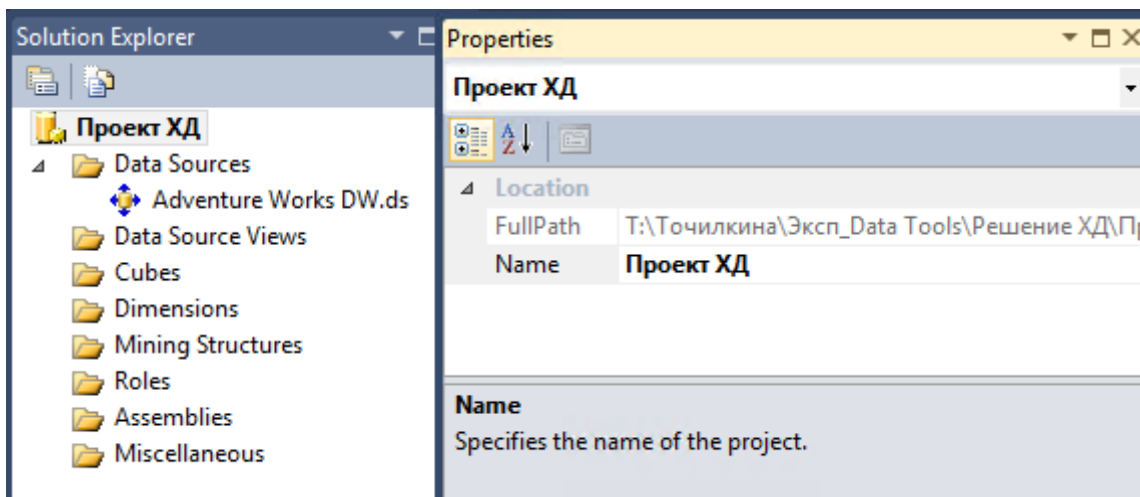 Solution Explorer
Проект ХД
Data Sources
Adventure Works DW.ds
Data Source Views
Cubes
Dimensions
Mining Structures
Roles
Assemblies
Miscellaneous
Properties
Проект ХД
A
Z
Location
FullPath T:\Точилкина\Эксп_Data Tools\Решение ХД\Пр
Name Проект ХД
Name
Specifies the name of the project.